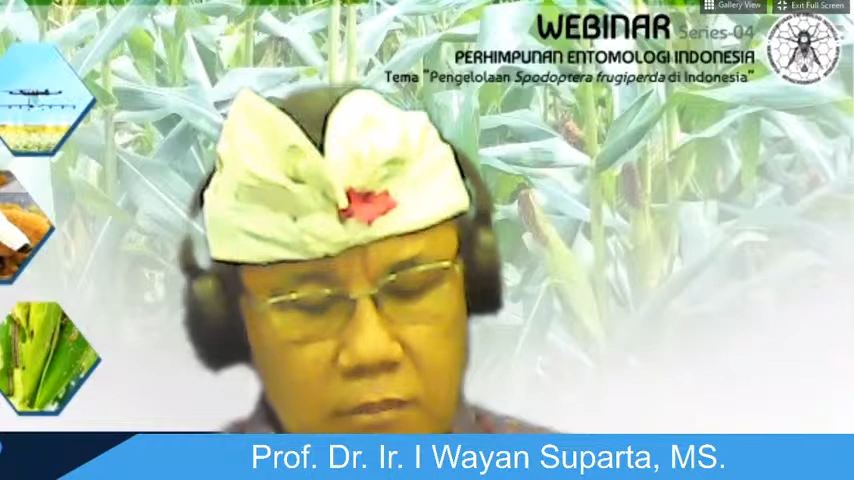 Gallery View
Exit Full Screen
WEBINAR Series-04
PERHIMPUNAN ENTOMOLOGI INDONESIA
Tema "Pengelolaan Spodoptera frugiperda di Indonesia"
Prof. Dr. Ir. I Wayan Suparta, MS.